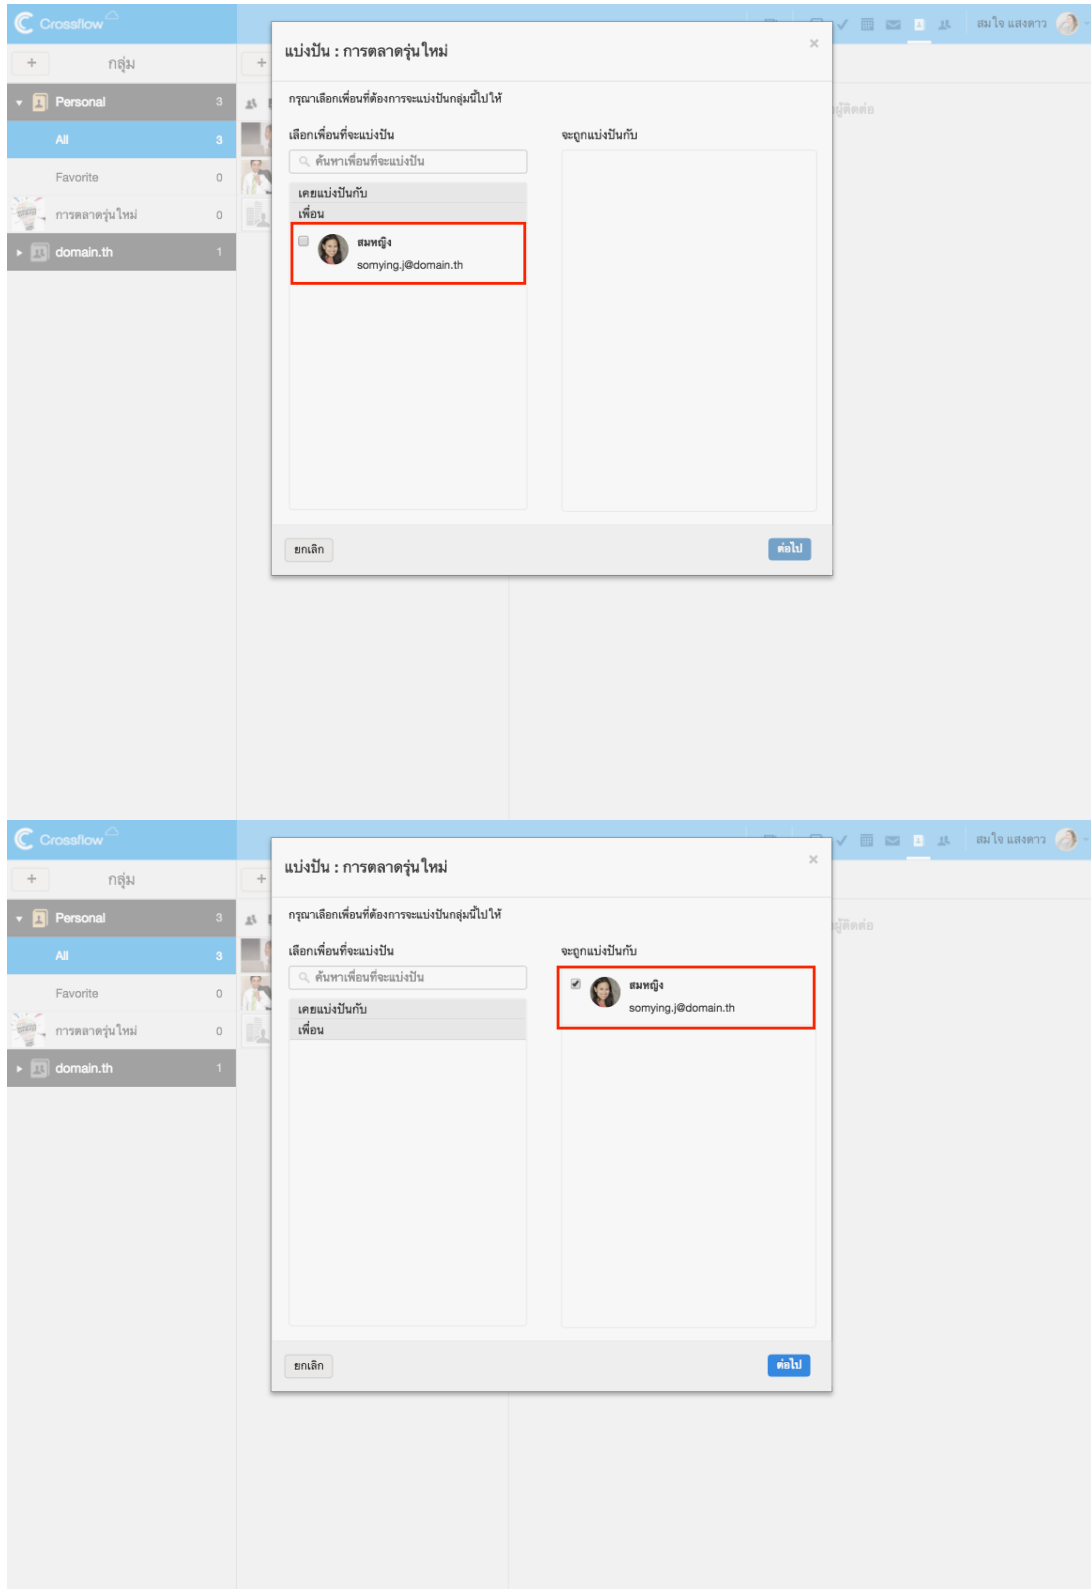 Crossflow
สมใจ แสงดาว
แบ่งปัน : การตลาดรุ่นใหม่
×
+ กลุ่ม
+
Personal 3
กรุณาเลือกเพื่อนที่ต้องการจะแบ่งปันกลุ่มนี้ไปให้
ผู้ติดต่อ
All 3
เลือกเพื่อนที่จะแบ่งปัน
จะถูกแบ่งปันกับ
ค้นหาเพื่อนที่จะแบ่งปัน
Favorite 0
เคยแบ่งปันกับ
การตลาดรุ่นใหม่ 0
เพื่อน
สมหญิง
domain.th 1
somying.j@domain.th
ยกเลิก
ต่อไป
Crossflow
สมใจ แสงดาว
แบ่งปัน : การตลาดรุ่นใหม่
×
+ กลุ่ม
+
Personal 3
กรุณาเลือกเพื่อนที่ต้องการจะแบ่งปันกลุ่มนี้ไปให้
ผู้ติดต่อ
All 3
เลือกเพื่อนที่จะแบ่งปัน
จะถูกแบ่งปันกับ
ค้นหาเพื่อนที่จะแบ่งปัน
สมหญิง
Favorite 0
somying.j@domain.th
เคยแบ่งปันกับ
การตลาดรุ่นใหม่ 0
เพื่อน
domain.th 1
ยกเลิก
ต่อไป